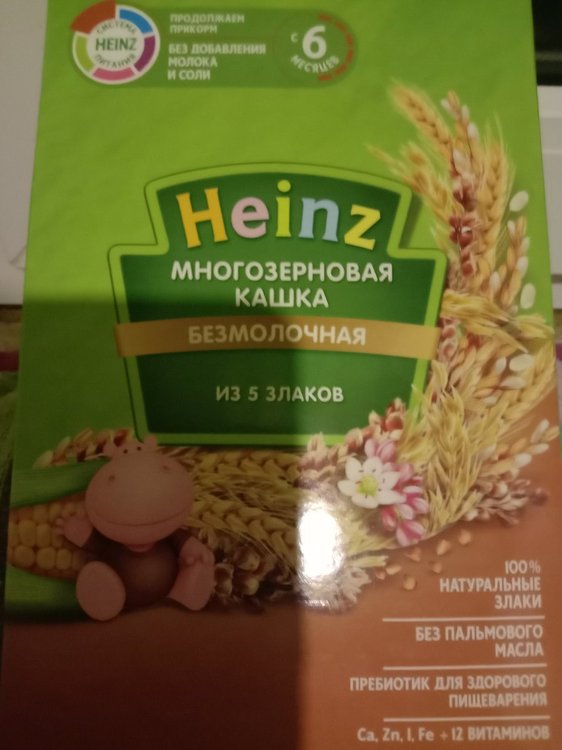 СИСТЕМА
HEINZ
ПИТАНИЯ
ПРОДОЛЖАЕМ
ПРИКОРМ
БЕЗ ДОБАВЛЕНИЯ
МОЛОКА
И СОЛИ
С 6
МЕСЯЦЕВ
Heinz
МНОГОЗЕРНОВАЯ
КАШКА
БЕЗМОЛОЧНАЯ
ИЗ 5 ЗЛАКОВ
100%
НАТУРАЛЬНЫЕ
ЗЛАКИ
БЕЗ ПАЛЬМОВОГО
МАСЛА
ПРЕБИОТИК ДЛЯ ЗДОРОВОГО
ПИЩЕВАРЕНИЯ
Ca, Zn, I, Fe + 12 ВИТАМИНОВ